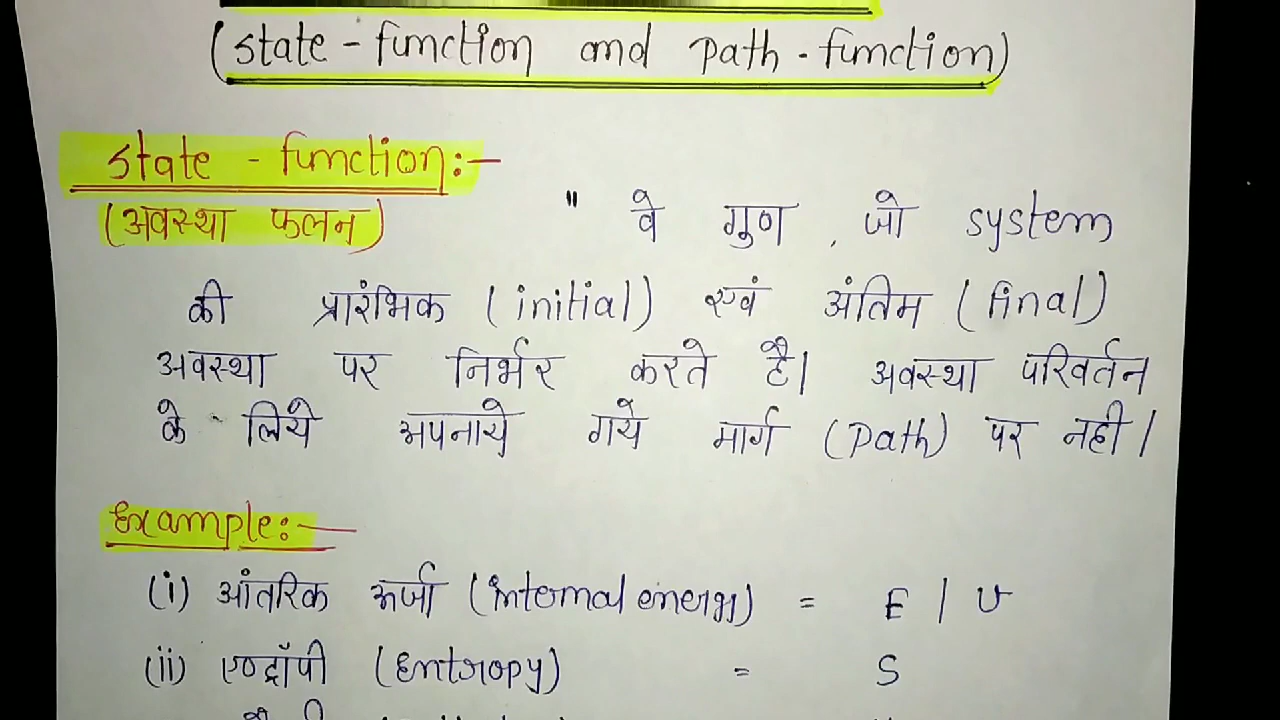 (state - function and path - function)
state - function:-
(अवस्था फलन)
" वे गुण , जो system
की प्रारंभिक (initial) एवं अंतिम (final)
अवस्था पर निर्भर करते है। अवस्था परिवर्तन
के लिये अपनाये गये मार्ग (Path) पर नही।
Example:-
(i) आंतरिक ऊर्जा (internal energy) = E / U
(ii) एण्ट्रॉपी (Entropy) = S